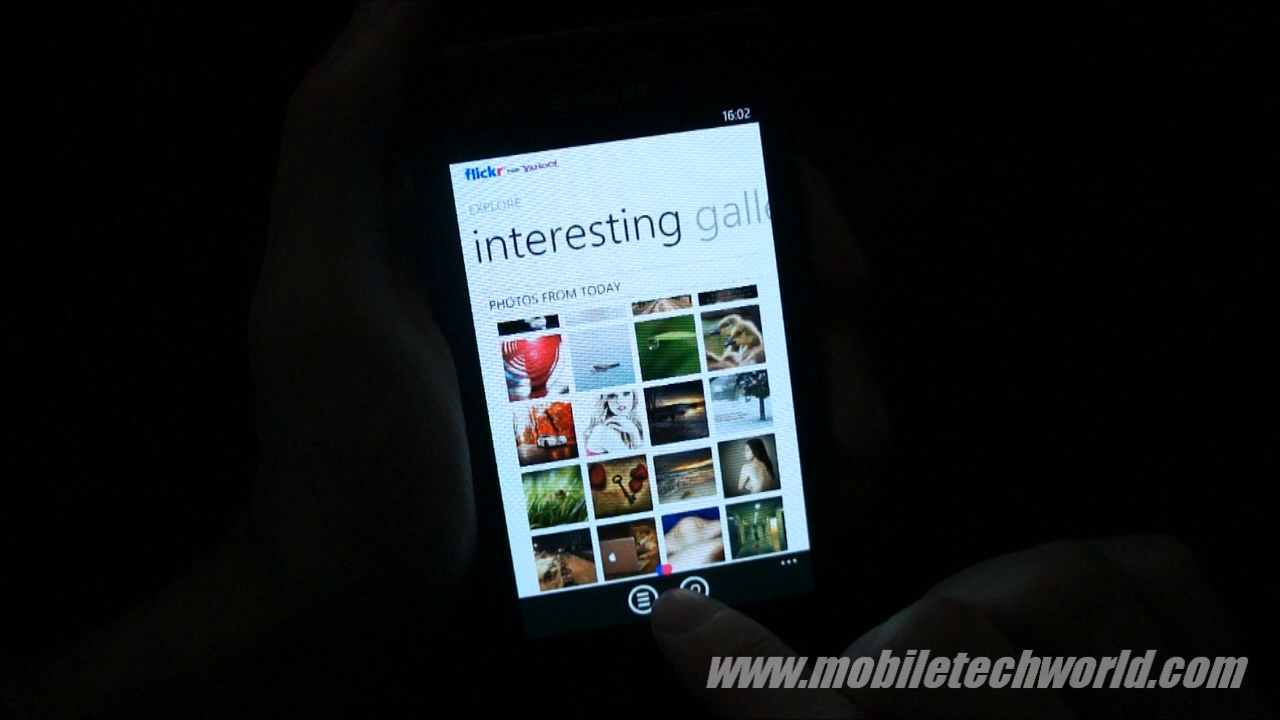 16:02
flickr from YAHOO!
EXPLORE
interesting galle
PHOTOS FROM TODAY
www.mobiletechworld.com